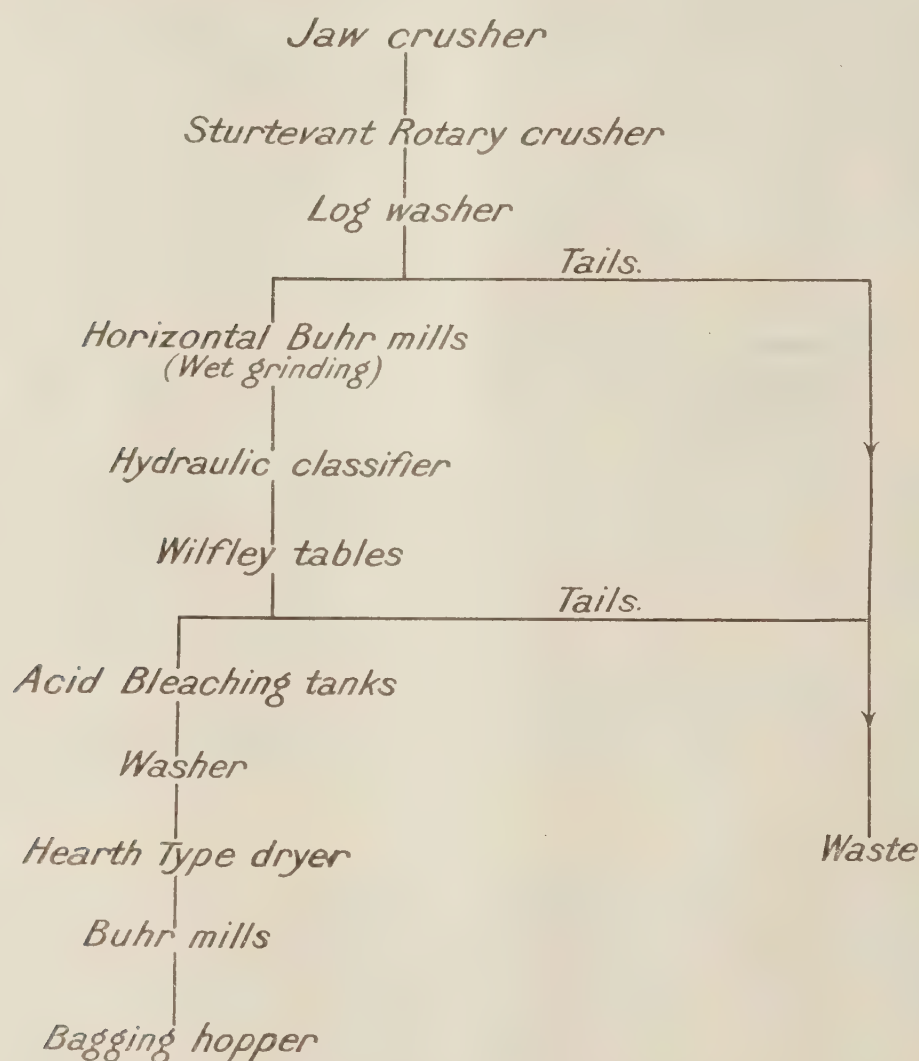 Jaw crusher
Sturtevant Rotary crusher
Log washer
Tails.
Horizontal Buhr mills
(Wet grinding)
Hydraulic classifier
Wilfley tables
Tails.
Acid Bleaching tanks
Washer
Hearth Type dryer
Waste
Buhr mills
Bagging hopper